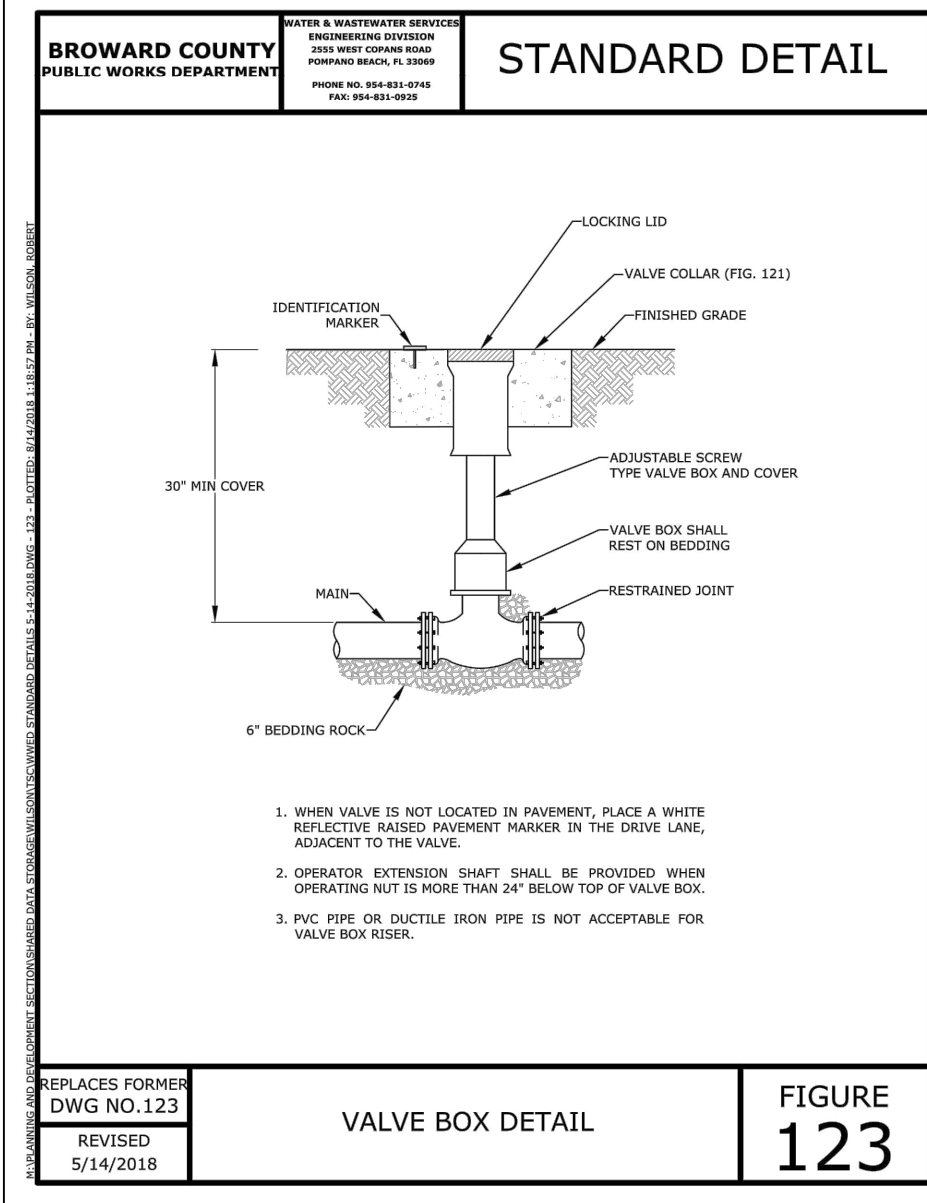 BROWARD COUNTY
PUBLIC WORKS DEPARTMENT
WATER & WASTEWATER SERVICES
ENGINEERING DIVISION
2555 WEST COPANS ROAD
POMPANO BEACH, FL 33069
PHONE NO. 954-831-0745
FAX: 954-831-0925
STANDARD DETAIL
M:\PLANNING AND DEVELOPMENT SECTION\SHARED DATA STORAGE\WILSON\TSC\WWED STANDARD DETAILS 5-14-2018.DWG - 123 - PLOTTED: 8/14/2018 1:18:57 PM - BY: WILSON, ROBERT
LOCKING LID
VALVE COLLAR (FIG. 121)
IDENTIFICATION
MARKER
FINISHED GRADE
30" MIN COVER
ADJUSTABLE SCREW
TYPE VALVE BOX AND COVER
VALVE BOX SHALL
REST ON BEDDING
MAIN
RESTRAINED JOINT
6" BEDDING ROCK
1. WHEN VALVE IS NOT LOCATED IN PAVEMENT, PLACE A WHITE
REFLECTIVE RAISED PAVEMENT MARKER IN THE DRIVE LANE,
ADJACENT TO THE VALVE.
2. OPERATOR EXTENSION SHAFT SHALL BE PROVIDED WHEN
OPERATING NUT IS MORE THAN 24" BELOW TOP OF VALVE BOX.
3. PVC PIPE OR DUCTILE IRON PIPE IS NOT ACCEPTABLE FOR
VALVE BOX RISER.
REPLACES FORMER
DWG NO.123
REVISED
5/14/2018
VALVE BOX DETAIL
FIGURE
123